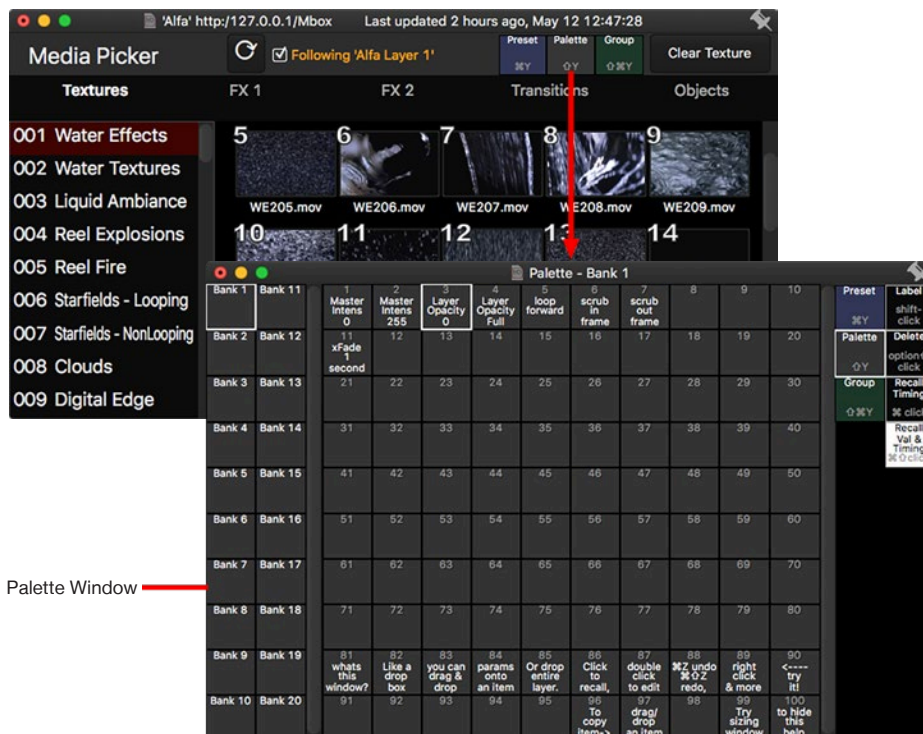 'Alfa' http:/127.0.0.1/Mbox Last updated 2 hours ago, May 12 12:47:28
Media Picker
Following 'Alfa Layer 1'
Preset
⌘Y
Palette
⇧Y
Group
⇧⌘Y
Clear Texture
Textures FX 1 FX 2 Transitions Objects
001 Water Effects
002 Water Textures
003 Liquid Ambiance
004 Reel Explosions
005 Reel Fire
006 Starfields - Looping
007 Starfields - NonLooping
008 Clouds
009 Digital Edge
5 6 7 8 9
WE205.mov WE206.mov WE207.mov WE208.mov WE209.mov
10 11 12 13 14
Palette - Bank 1
Bank 1 Bank 11
Bank 2 Bank 12
Bank 3 Bank 13
Bank 4 Bank 14
Bank 5 Bank 15
Bank 6 Bank 16
Bank 7 Bank 17
Bank 8 Bank 18
Bank 9 Bank 19
Bank 10 Bank 20
1
Master
Intens
0
2
Master
Intens
255
3
Layer
Opacity
0
4
Layer
Opacity
Full
5
loop
forward
6
scrub
in
frame
7
scrub
out
frame
8 9 10
11
xFade
1
second
12 13 14 15 16 17 18 19 20
21 22 23 24 25 26 27 28 29 30
31 32 33 34 35 36 37 38 39 40
41 42 43 44 45 46 47 48 49 50
51 52 53 54 55 56 57 58 59 60
61 62 63 64 65 66 67 68 69 70
71 72 73 74 75 76 77 78 79 80
81
whats
this
window?
82
Like a
drop
box
83
you can
drag &
drop
84
params
onto
an item
85
Or drop
entire
layer.
86
Click
to
recall,
87
double
click
to edit
88
⌘Z undo
⌘⇧Z
redo,
89
right
click
& more
90
<----
try
it!
91 92 93 94 95
96
To
copy
item->
97
drag/
drop
an item
98
99
Try
sizing
window
100
to hide
this
help
Preset
⌘Y
Palette
⇧Y
Group
⇧⌘Y
Label
shift-
click
Delete
option
click
Recall
Timing
⌘ click
Recall
Val &
Timing
⌘⇧clic
Palette Window